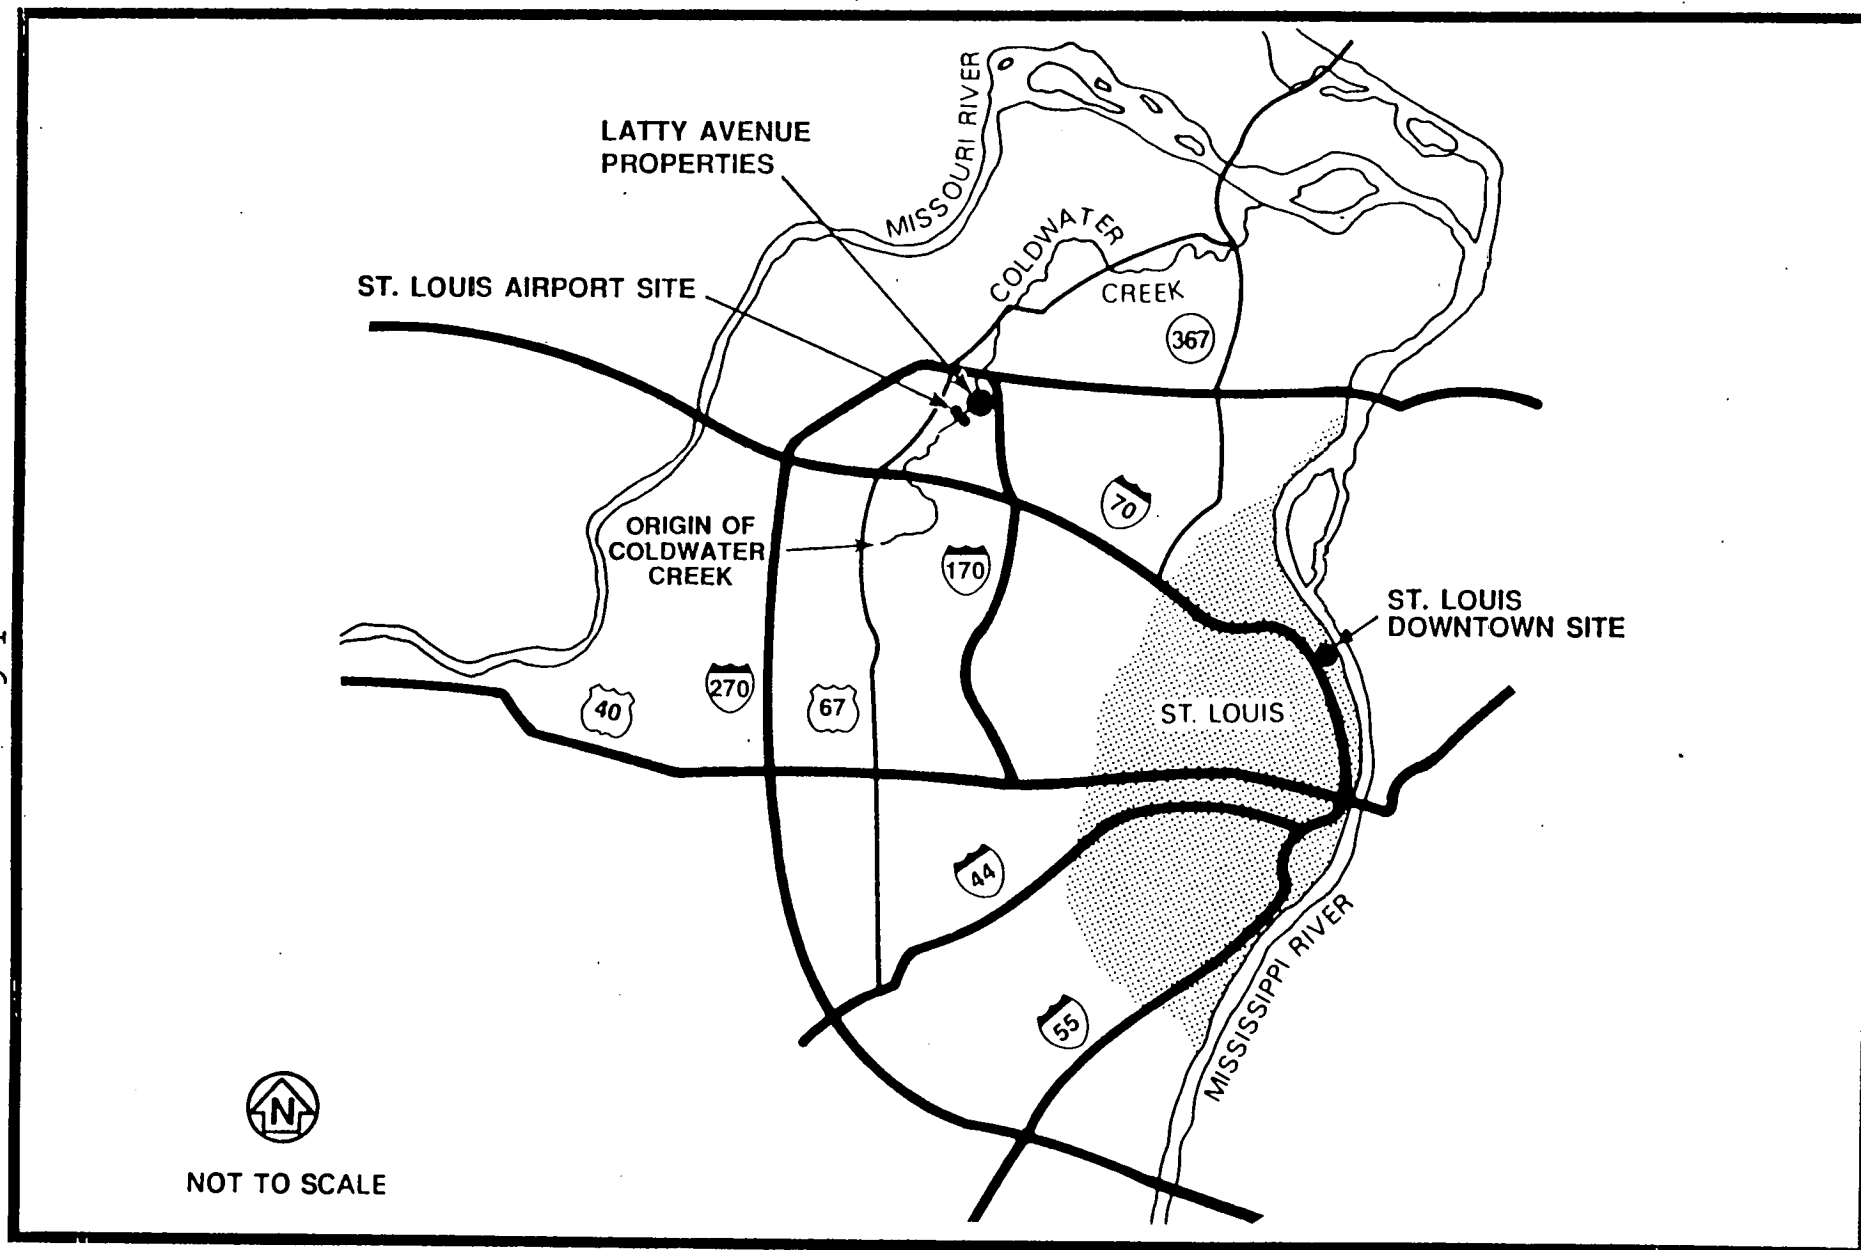 MISSOURI RIVER
LATTY AVENUE
PROPERTIES
COLDWATER
CREEK
ST. LOUIS AIRPORT SITE
367
70
ORIGIN OF
COLDWATER
CREEK
170
ST. LOUIS
DOWNTOWN SITE
270
40
67
ST. LOUIS
44
MISSISSIPPI RIVER
55
N
NOT TO SCALE